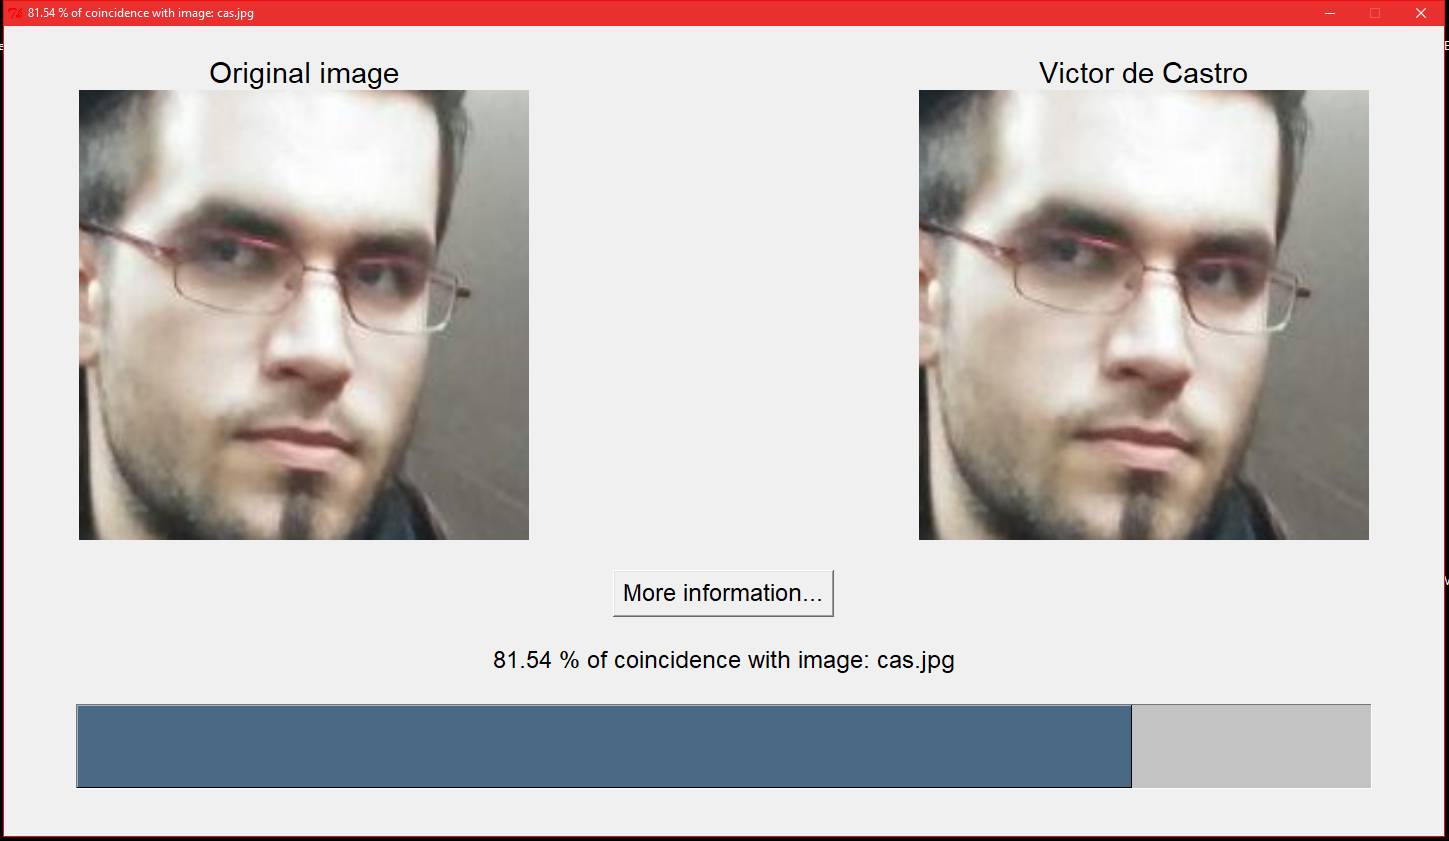 81.54 % of coincidence with image: cas.jpg
Original image
Victor de Castro
More information...
81.54 % of coincidence with image: cas.jpg